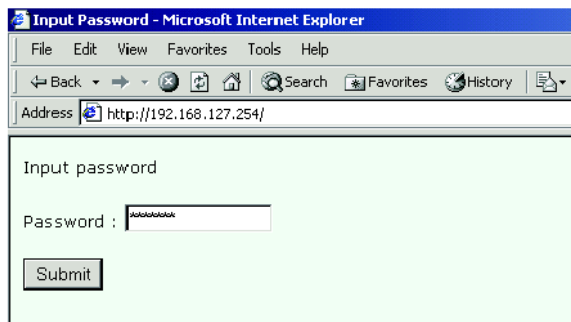 Input Password - Microsoft Internet Explorer
File Edit View Favorites Tools Help
Back Search Favorites History
Address http://192.168.127.254/
Input password
Password : ********
Submit